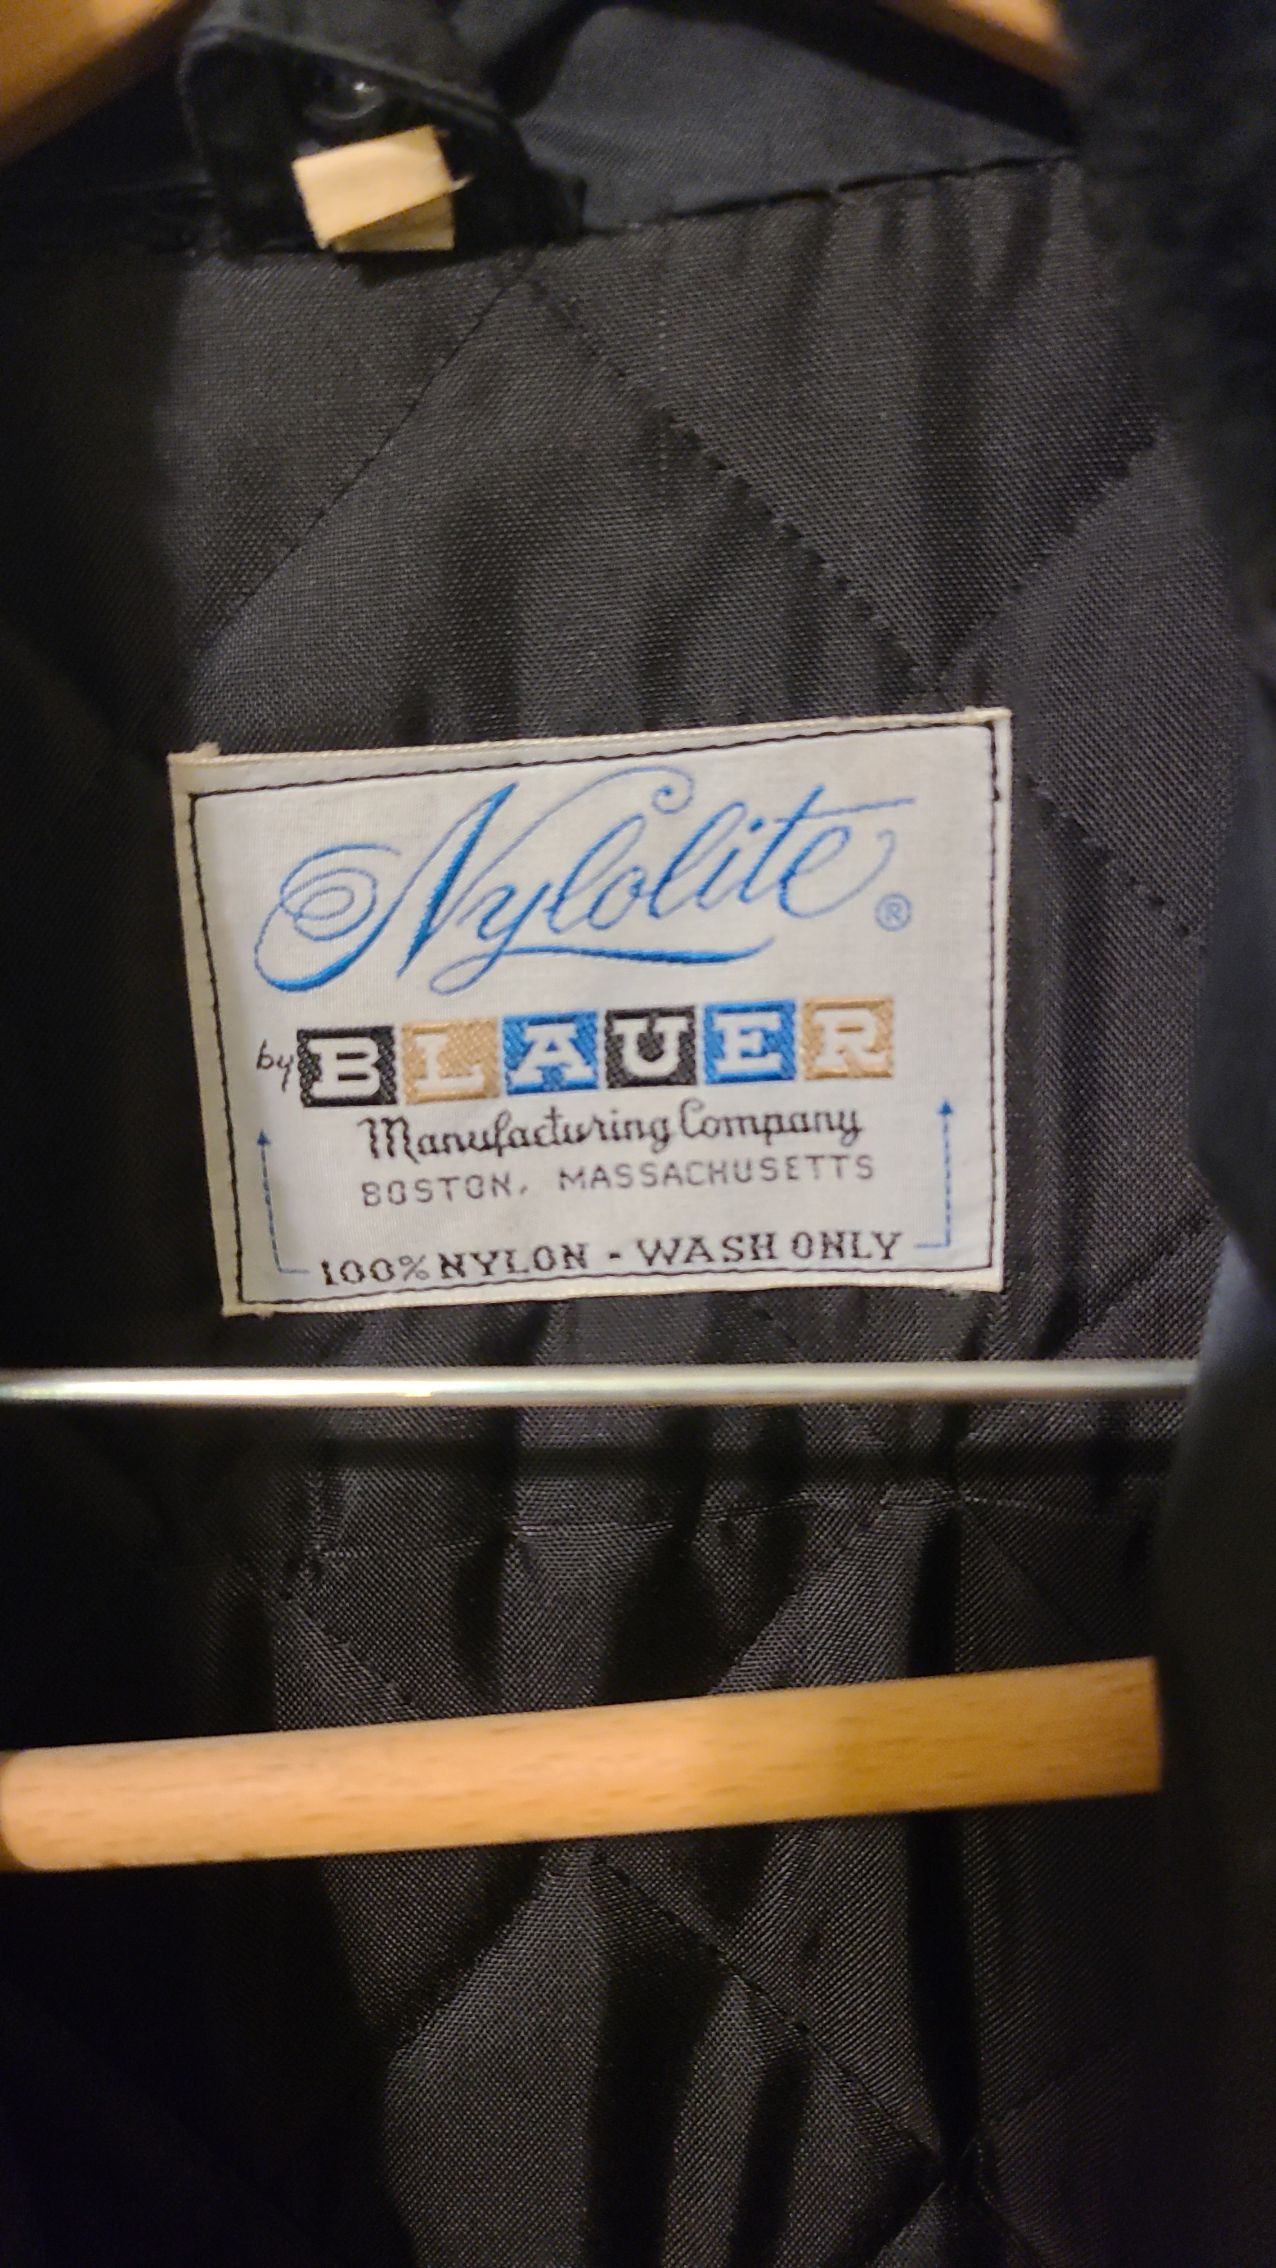 Nylolite ®
by BLAUER
Manufacturing Company
BOSTON, MASSACHUSETTS
100% NYLON - WASH ONLY